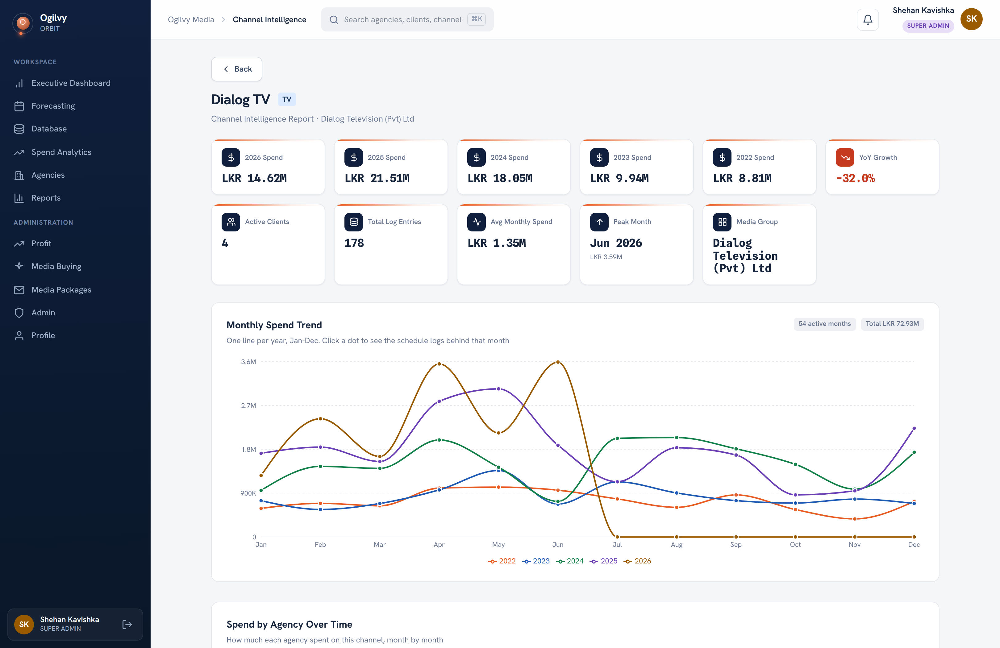 Ogilvy
ORBIT
WORKSPACE
Executive Dashboard
Forecasting
Database
Spend Analytics
Agencies
Reports
ADMINISTRATION
Profit
Media Buying
Media Packages
Admin
Profile
SK
Shehan Kavishka
SUPER ADMIN
Ogilvy Media
Channel Intelligence
Search agencies, clients, channel
⌘K
Shehan Kavishka
SUPER ADMIN
SK
Back
Dialog TV
TV
Channel Intelligence Report · Dialog Television (Pvt) Ltd
2026 Spend
LKR 14.62M
2025 Spend
LKR 21.51M
2024 Spend
LKR 18.05M
2023 Spend
LKR 9.94M
2022 Spend
LKR 8.81M
YoY Growth
-32.0%
Active Clients
4
Total Log Entries
178
Avg Monthly Spend
LKR 1.35M
Peak Month
Jun 2026
LKR 3.59M
Media Group
Dialog
Television
(Pvt) Ltd
Monthly Spend Trend
54 active months
Total LKR 72.93M
One line per year, Jan-Dec. Click a dot to see the schedule logs behind that month
3.6M
2.7M
1.8M
900K
0
Jan Feb Mar Apr May Jun Jul Aug Sep Oct Nov Dec
2022 2023 2024 2025 2026
Spend by Agency Over Time
How much each agency spent on this channel, month by month